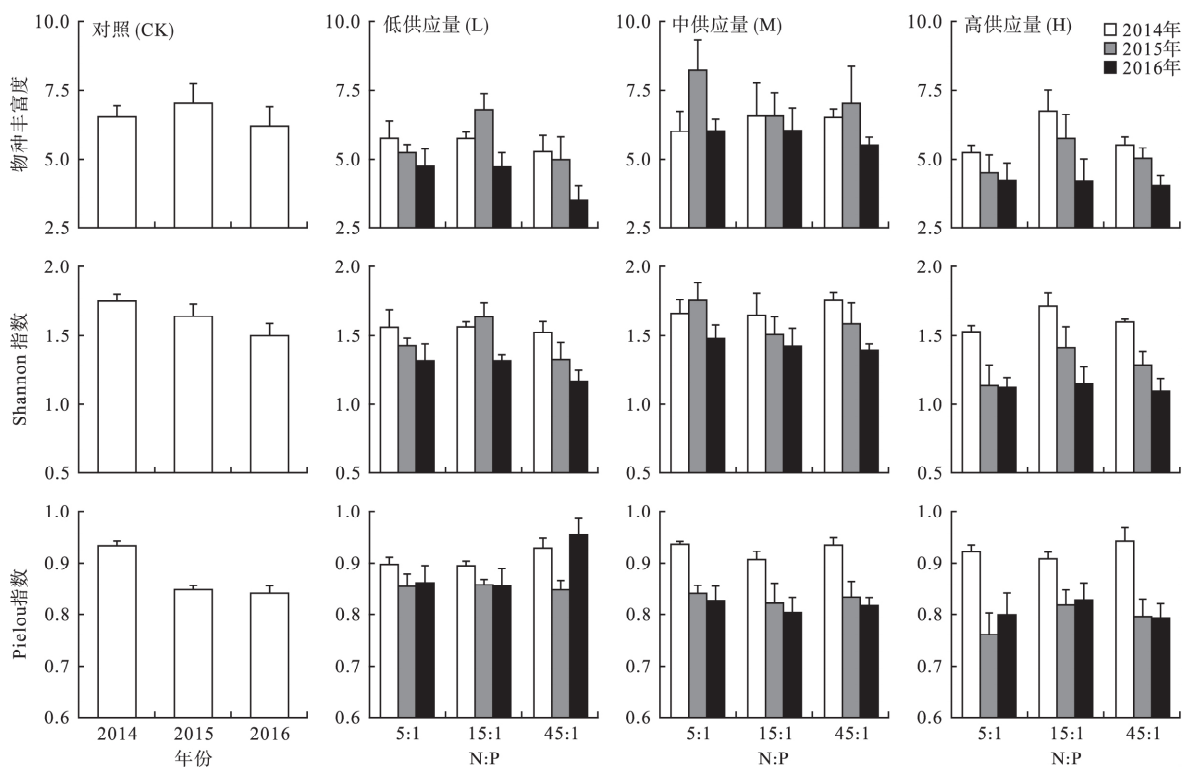 10.0 对照 (CK) 10.0 低供应量 (L) 10.0 中供应量 (M) 10.0 高供应量 (H)
2014年
2015年
2016年
7.5 7.5 7.5 7.5
物种丰富度
5.0 5.0 5.0 5.0
2.5 2.5 2.5 2.5
2.0 2.0 2.0 2.0
1.5 1.5 1.5 1.5
Shannon 指数
1.0 1.0 1.0 1.0
0.5 0.5 0.5 0.5
1.0 1.0 1.0 1.0
0.9 0.9 0.9 0.9
Piclou指数
0.8 0.8 0.8 0.8
0.7 0.7 0.7 0.7
0.6 0.6 0.6 0.6
2014 2015 2016 5:1 15:1 45:1 5:1 15:1 45:1 5:1 15:1 45:1
年份 N:P N:P N:P